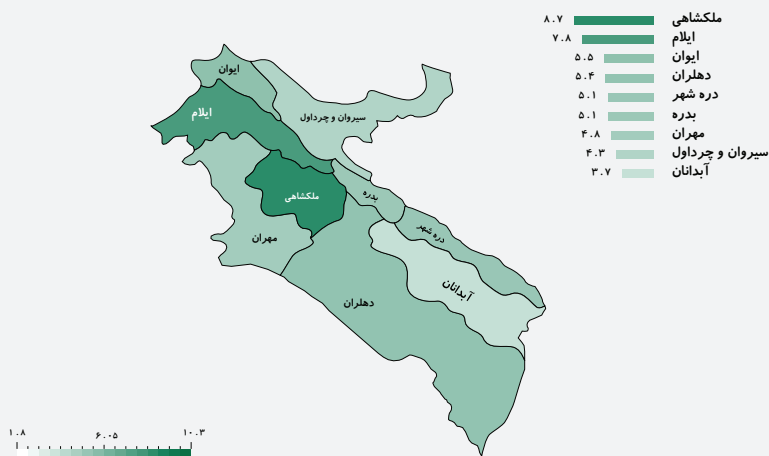 ملکشاهی ۸.۷
ایلام ۷.۸
ایوان ۵.۵
دهلران ۵.۴
دره شهر ۵.۱
بدره ۵.۱
مهران ۴.۸
سیروان و چرداول ۴.۳
آبدانان ۳.۷
ایوان
ایلام
سیروان و چرداول
ملکشاهی
بدره
مهران
دره شهر
آبدانان
دهلران
۱.۸ ۶.۰۵ ۱۰.۳